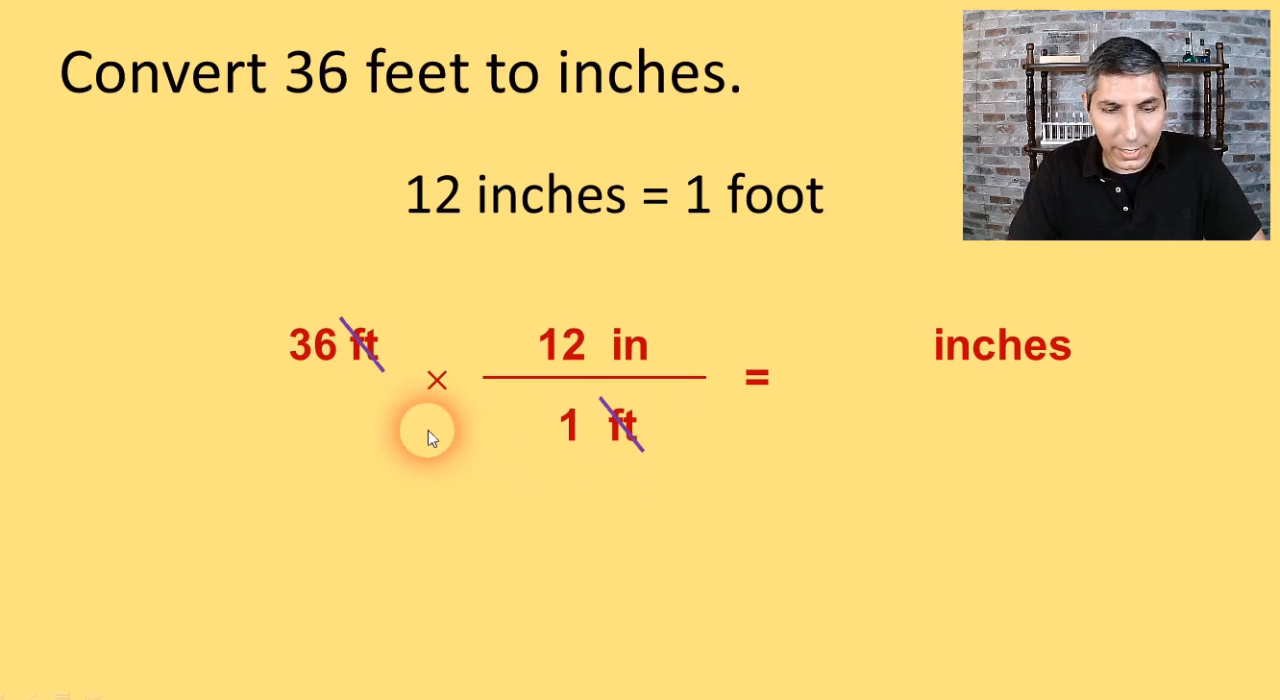 Convert 36 feet to inches.
12 inches = 1 foot
36 ft × 12 in = inches
1 ft